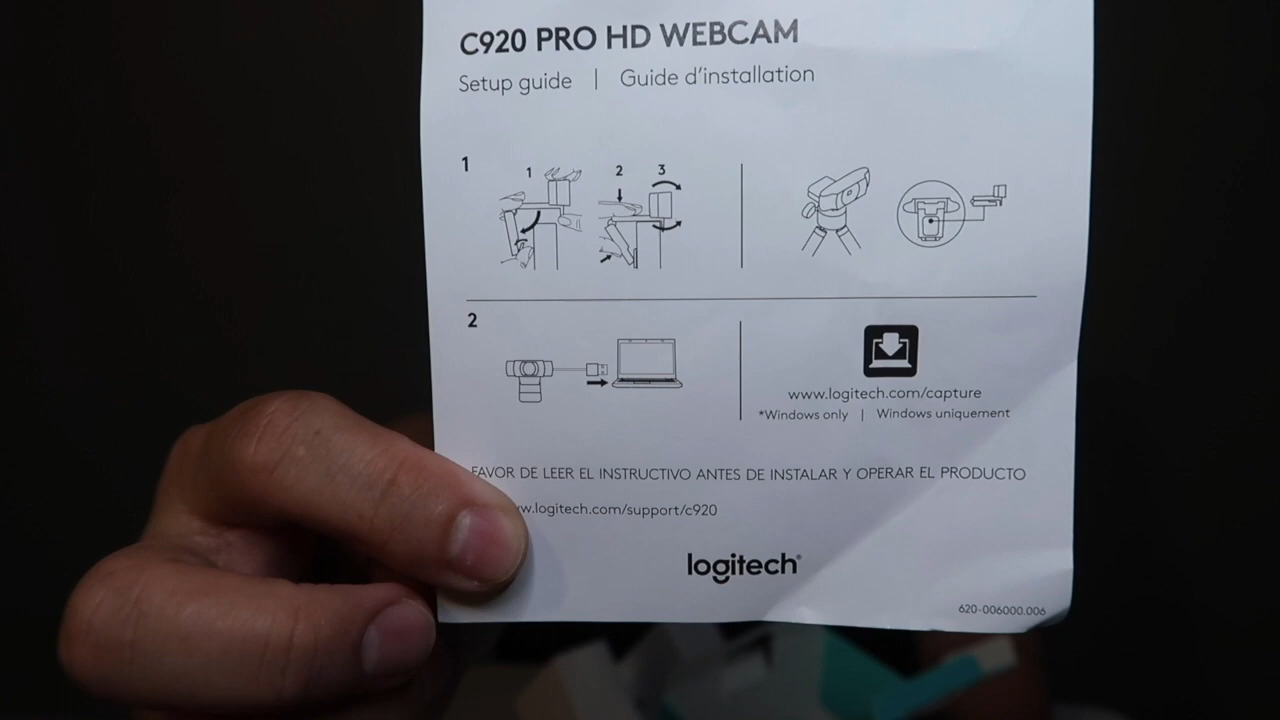 C920 PRO HD WEBCAM
Setup guide | Guide d'installation
1
1 2 3
2
www.logitech.com/capture
*Windows only | Windows uniquement
FAVOR DE LEER EL INSTRUCTIVO ANTES DE INSTALAR Y OPERAR EL PRODUCTO
w.logitech.com/support/c920
logitech®
620-006000.006